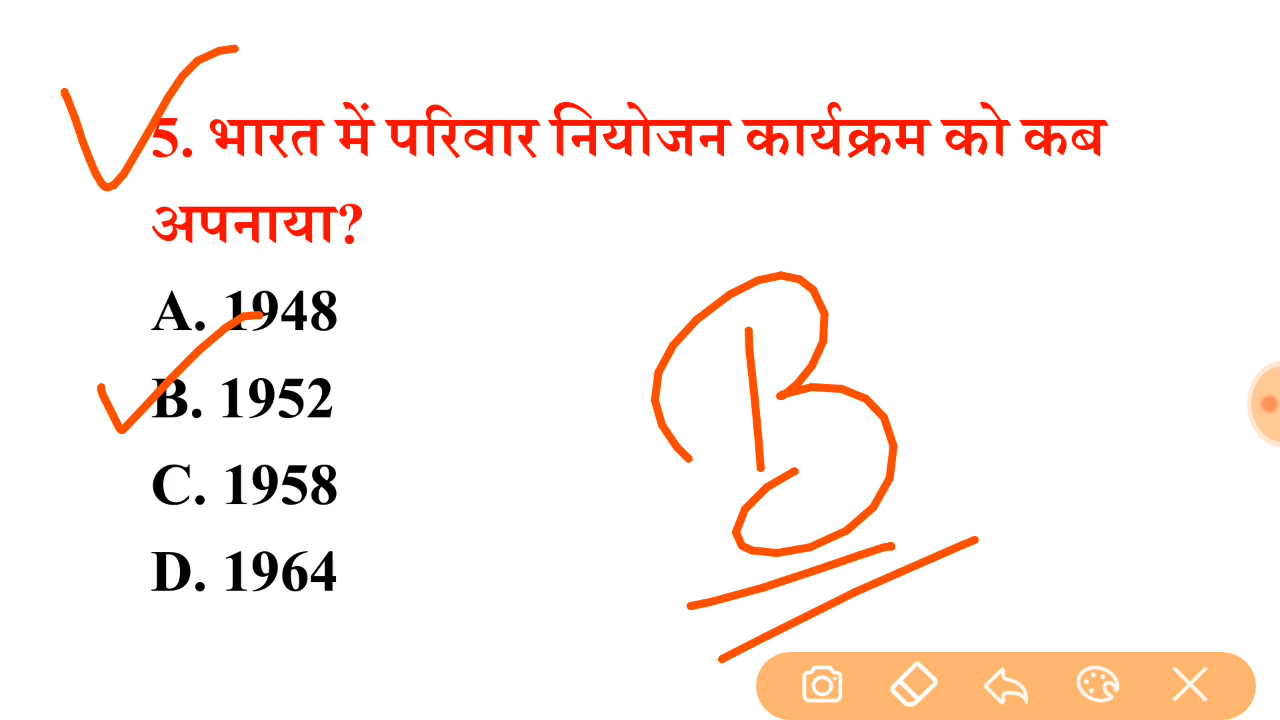 5. भारत में परिवार नियोजन कार्यक्रम को कब
अपनाया?
A. 1948
B. 1952
C. 1958
D. 1964
B